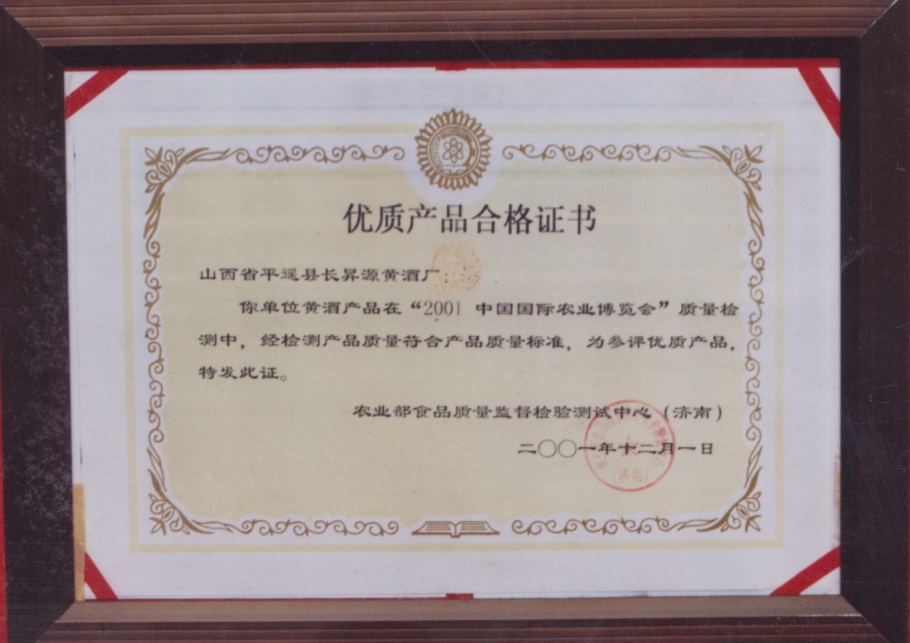 优质产品合格证书
山西省平遥县长昇源黄酒厂：
你单位黄酒产品在“2001 中国国际农业博览会”质量检
测中，经检测产品质量符合产品质量标准，为参评优质产品，
特发此证。
农业部食品质量监督检验测试中心（济南）
二〇〇一年十二月一日
（济南）